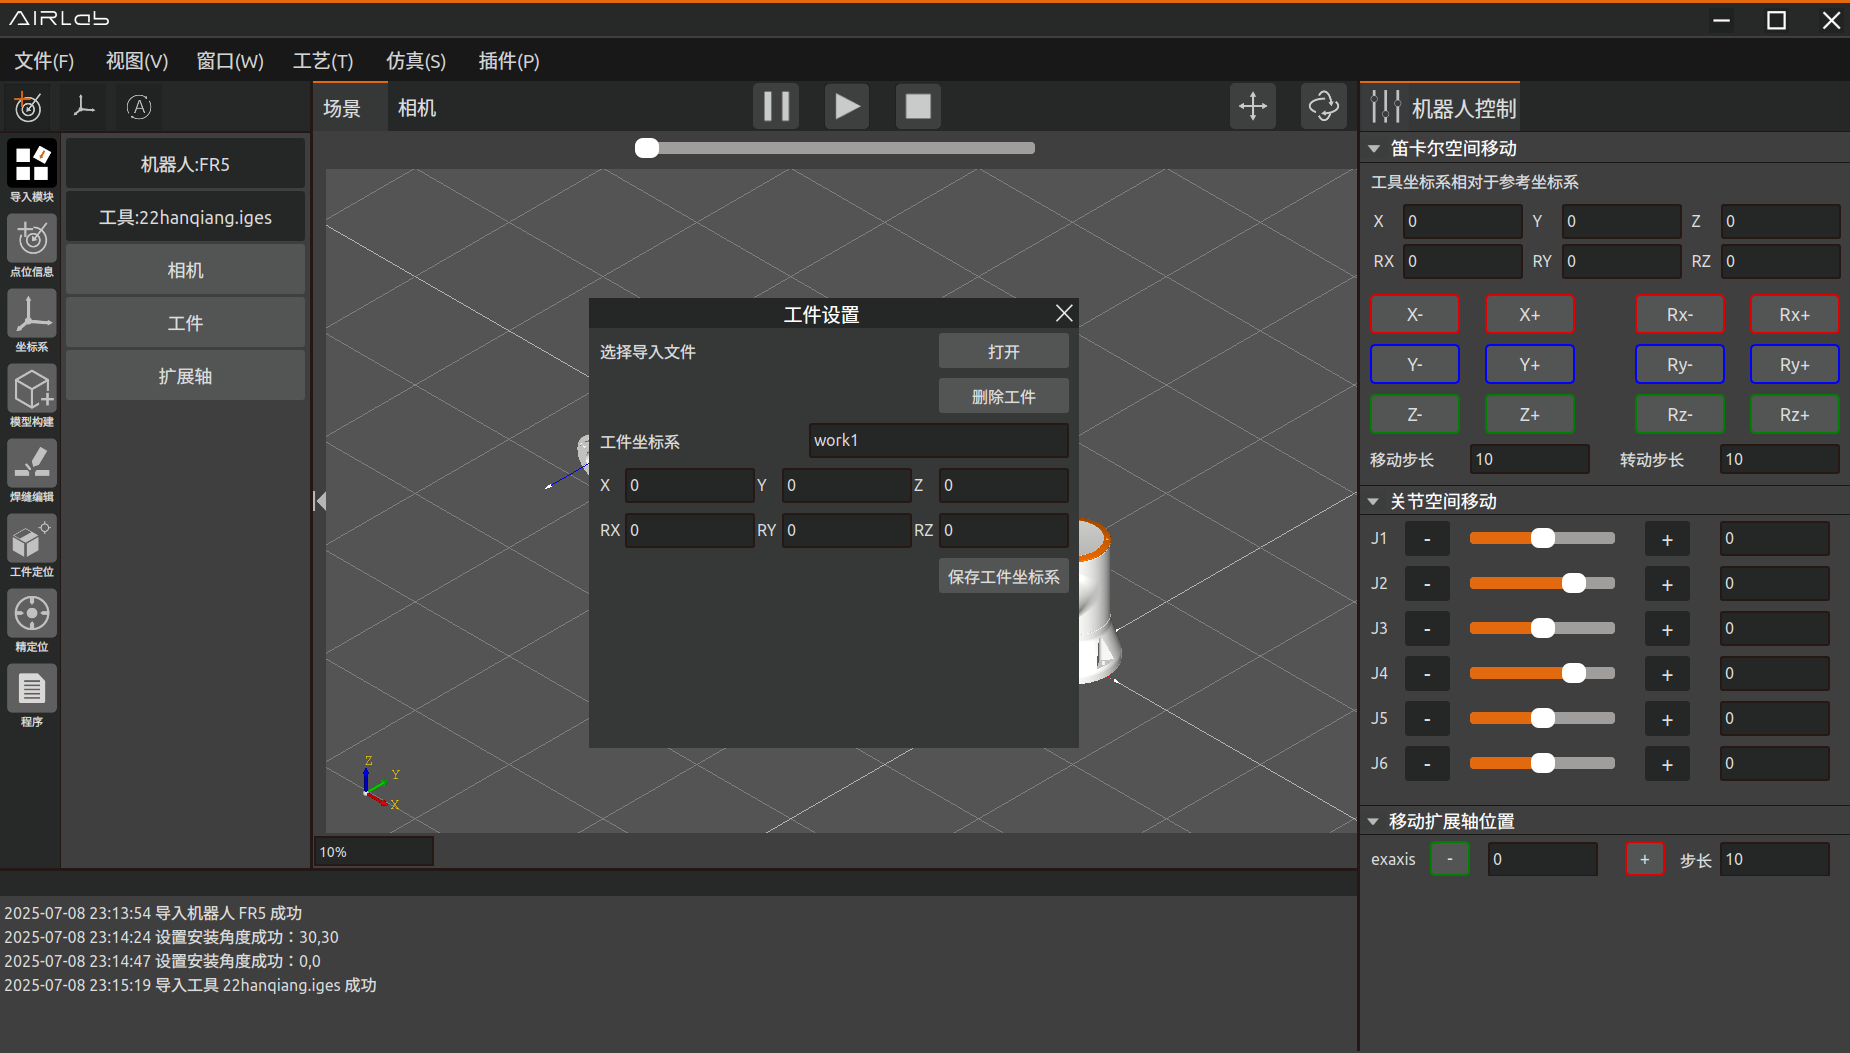 AIRLab
文件(F) 视图(V) 窗口(W) 工艺(T) 仿真(S) 插件(P)
A
场景 相机
机器人控制
导入模块
点位信息
坐标系
模型构建
焊缝编辑
工件定位
精定位
程序
机器人:FR5
工具:22hanqiang.iges
相机
工件
扩展轴
工件设置
选择导入文件 打开
删除工件
工件坐标系 work1
X 0 Y 0 Z 0
RX 0 RY 0 RZ 0
保存工件坐标系
Z
Y
X
10%
笛卡尔空间移动
工具坐标系相对于参考坐标系
X 0 Y 0 Z 0
RX 0 RY 0 RZ 0
X- X+ Rx- Rx+
Y- Y+ Ry- Ry+
Z- Z+ Rz- Rz+
移动步长 10 转动步长 10
关节空间移动
J1 - + 0
J2 - + 0
J3 - + 0
J4 - + 0
J5 - + 0
J6 - + 0
移动扩展轴位置
exaxis - 0 + 步长 10
2025-07-08 23:13:54 导入机器人 FR5 成功
2025-07-08 23:14:24 设置安装角度成功：30,30
2025-07-08 23:14:47 设置安装角度成功：0,0
2025-07-08 23:15:19 导入工具 22hanqiang.iges 成功